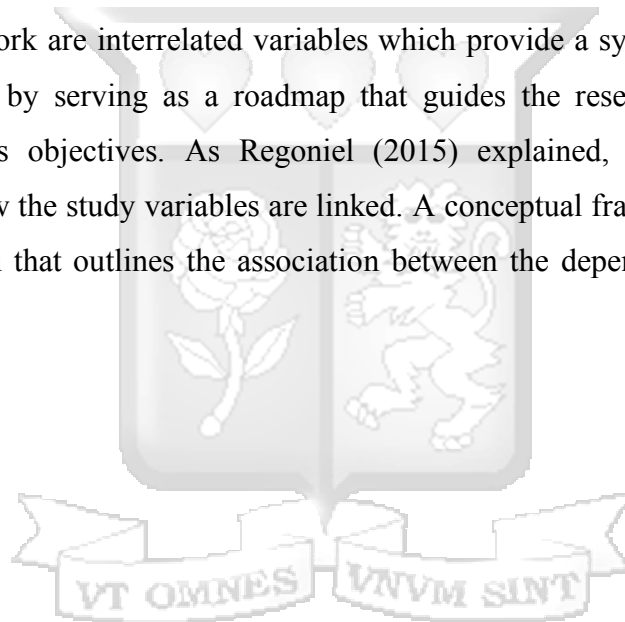 ork are interrelated variables which provide a sy
by serving as a roadmap that guides the rese
s objectives. As Regoniel (2015) explained,
w the study variables are linked. A conceptual fra
that outlines the association between the depe
VT OMNES VNVM SINT